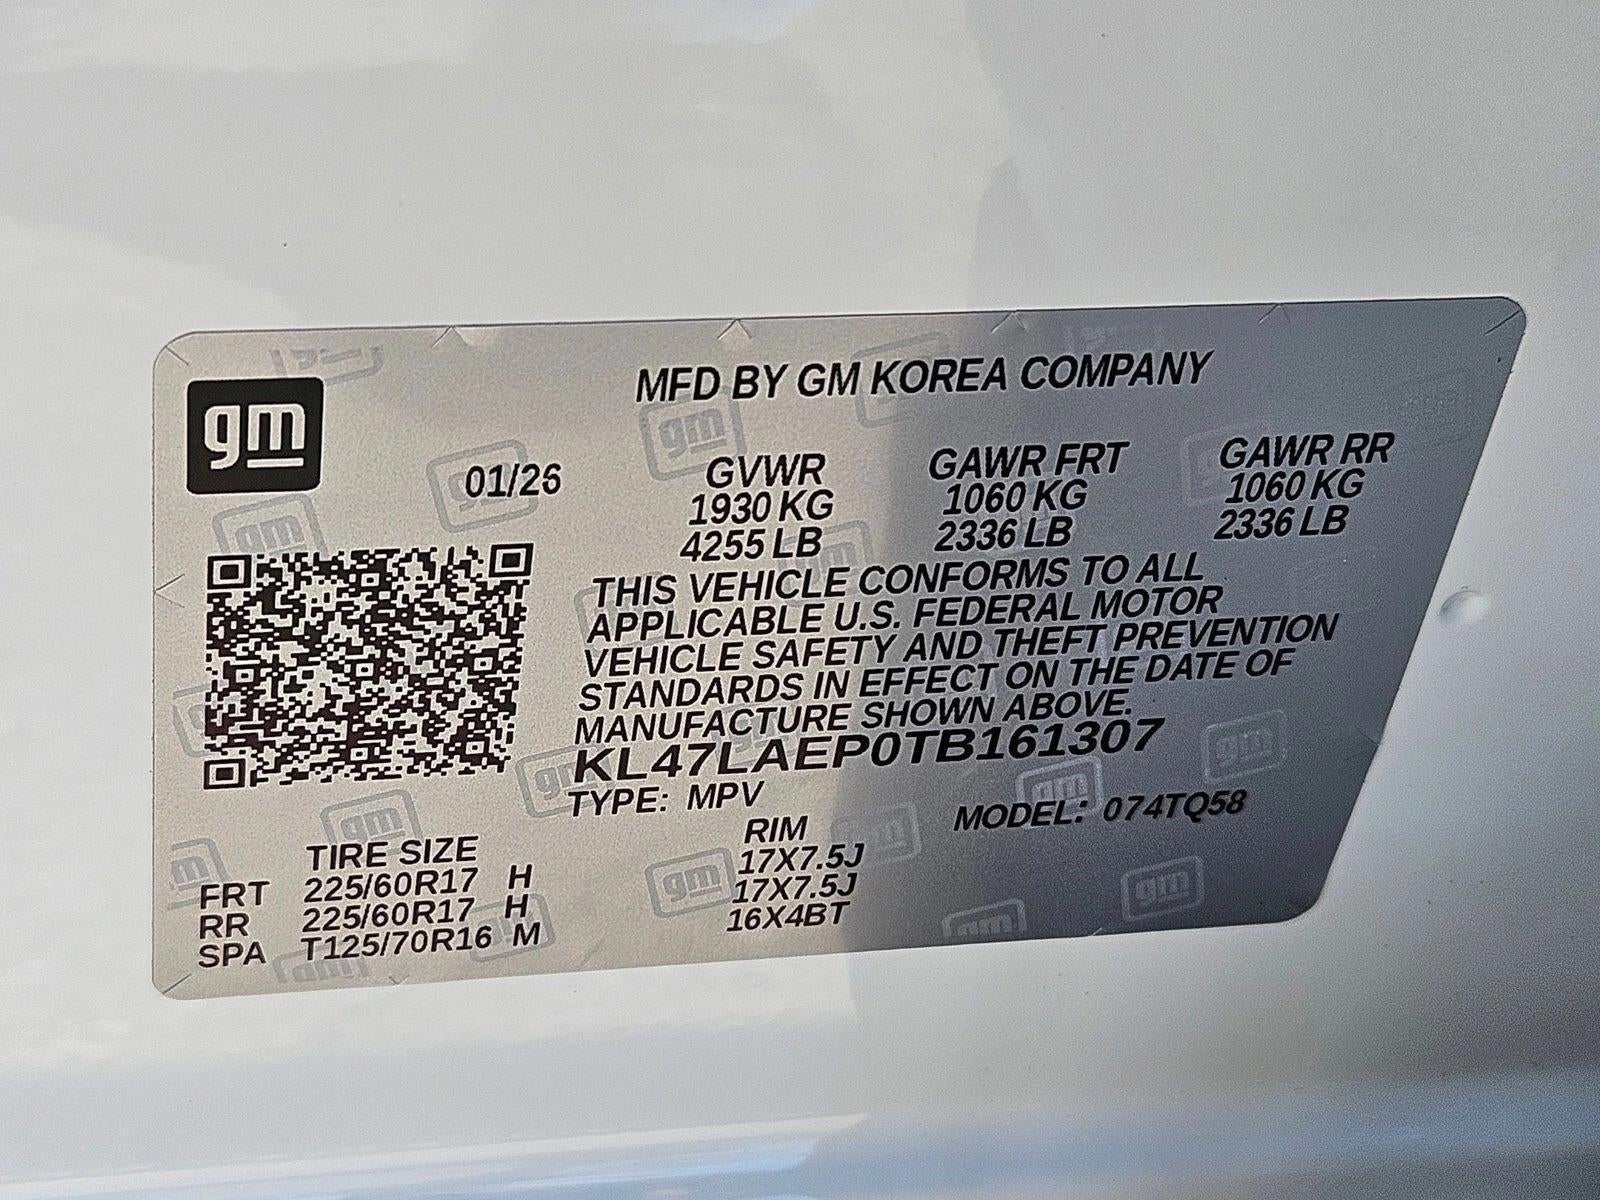 gm
MFD BY GM KOREA COMPANY
01/26
GVWR GAWR FRT GAWR RR
1930 KG 1060 KG 1060 KG
4255 LB 2336 LB 2336 LB
THIS VEHICLE CONFORMS TO ALL
APPLICABLE U.S. FEDERAL MOTOR
VEHICLE SAFETY AND THEFT PREVENTION
STANDARDS IN EFFECT ON THE DATE OF
MANUFACTURE SHOWN ABOVE.
KL47LAEP0TB161307
TYPE: MPV MODEL: 074TQ58
TIRE SIZE RIM
FRT 225/60R17 H 17X7.5J
RR 225/60R17 H 17X7.5J
SPA T125/70R16 M 16X4BT